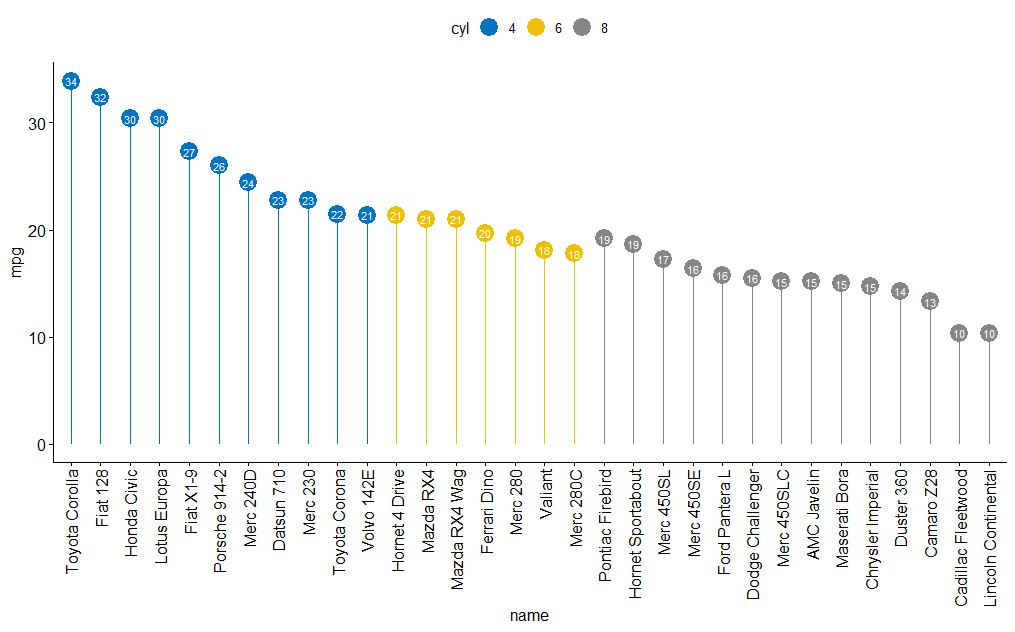 cyl 4 6 8
mpg
30
20
10
0
34
32
30
30
27
26
24
23
23
22
21
21
21
21
20
19
18
18
19
19
17
16
16
16
15
15
15
15
14
13
10
10
Toyota Corolla
Fiat 128
Honda Civic
Lotus Europa
Fiat X1-9
Porsche 914-2
Merc 240D
Datsun 710
Merc 230
Toyota Corona
Volvo 142E
Hornet 4 Drive
Mazda RX4
Mazda RX4 Wag
Ferrari Dino
Merc 280
Valiant
Merc 280C
Pontiac Firebird
Hornet Sportabout
Merc 450SL
Merc 450SE
Ford Pantera L
Dodge Challenger
Merc 450SLC
AMC Javelin
Maserati Bora
Chrysler Imperial
Duster 360
Camaro Z28
Cadillac Fleetwood
Lincoln Continental
name